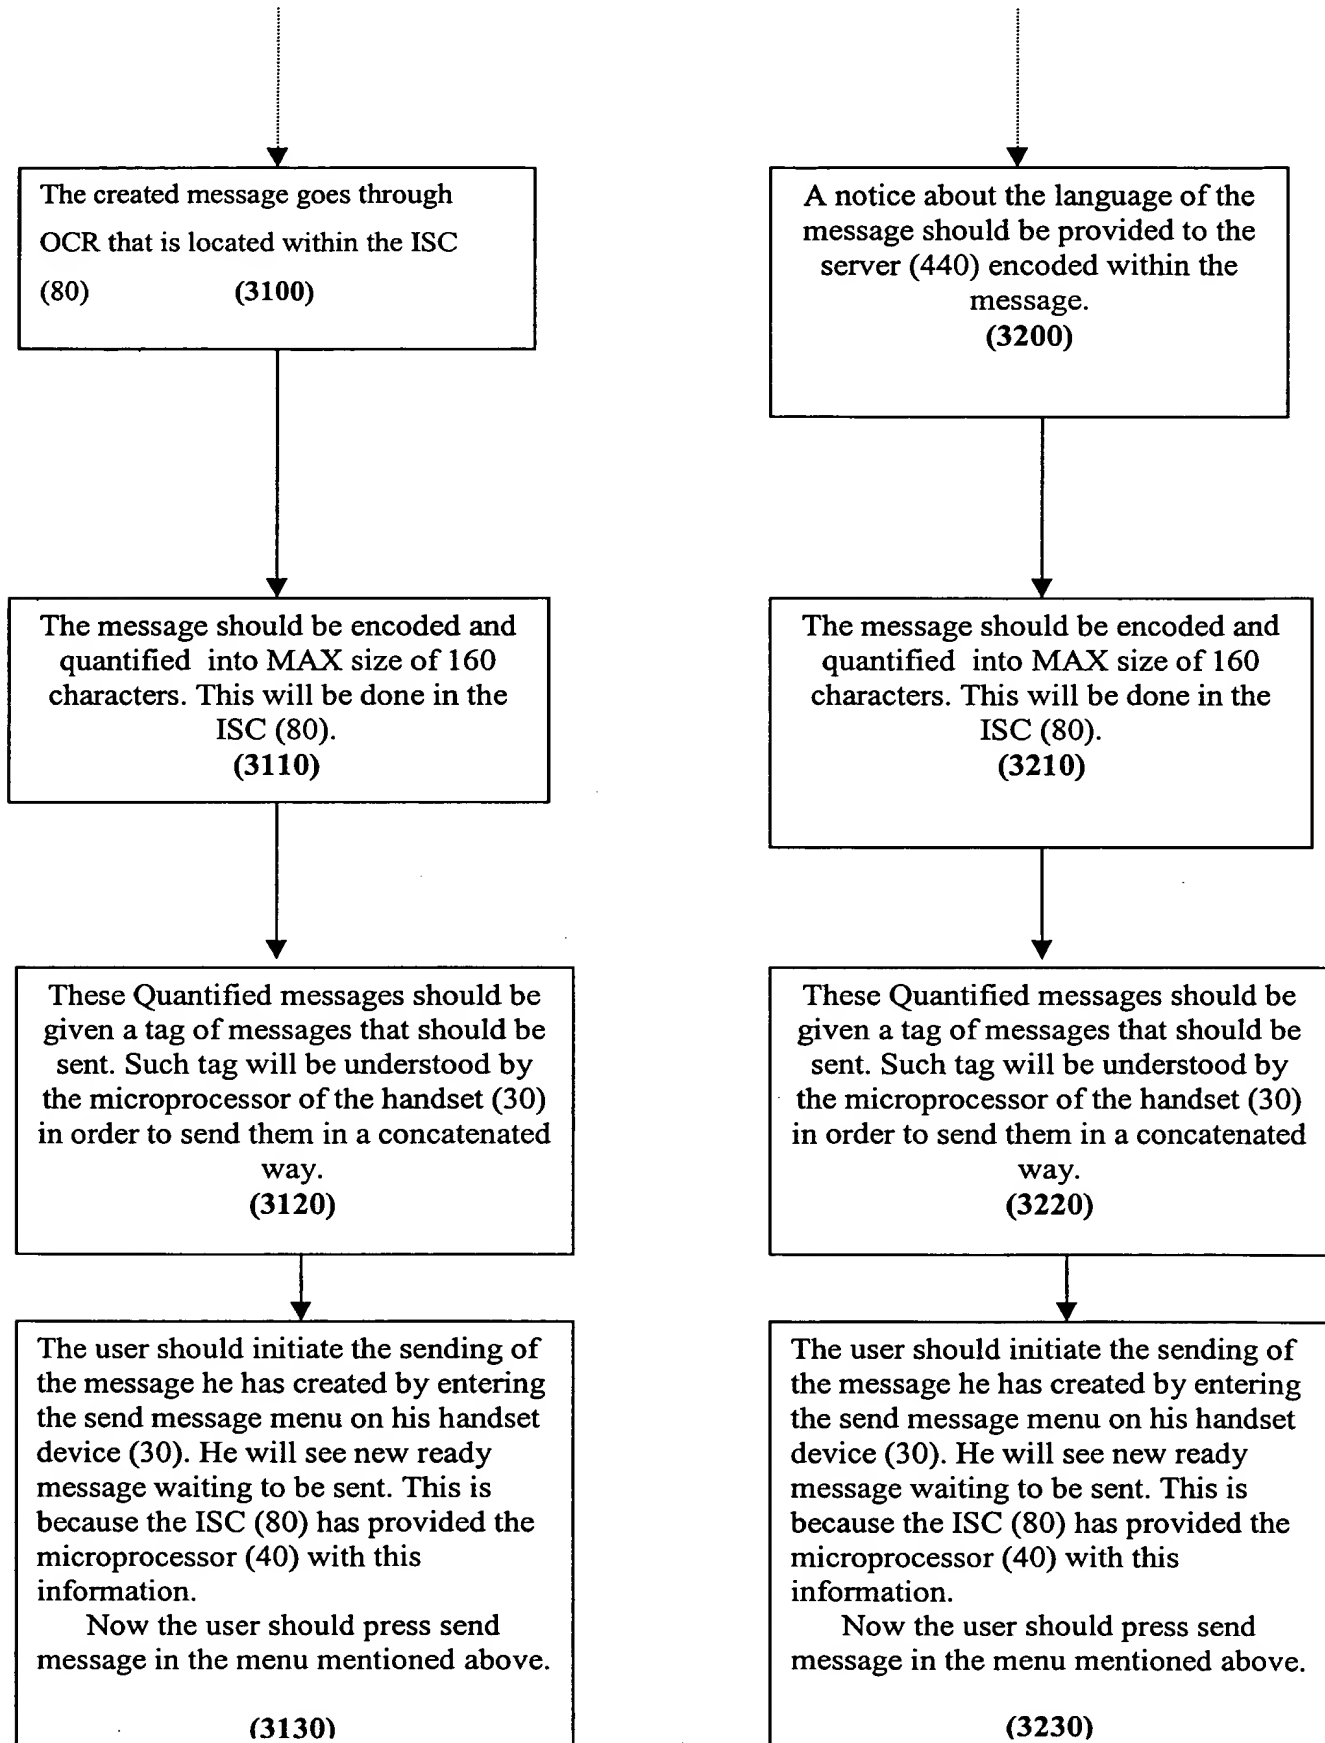 The created message goes through
OCR that is located within the ISC
(80) (3100)
The message should be encoded and
quantified into MAX size of 160
characters. This will be done in the
ISC (80).
(3110)
These Quantified messages should be
given a tag of messages that should be
sent. Such tag will be understood by
the microprocessor of the handset (30)
in order to send them in a concatenated
way.
(3120)
The user should initiate the sending of
the message he has created by entering
the send message menu on his handset
device (30). He will see new ready
message waiting to be sent. This is
because the ISC (80) has provided the
microprocessor (40) with this
information.
Now the user should press send
message in the menu mentioned above.
(3130)
A notice about the language of the
message should be provided to the
server (440) encoded within the
message.
(3200)
The message should be encoded and
quantified into MAX size of 160
characters. This will be done in the
ISC (80).
(3210)
These Quantified messages should be
given a tag of messages that should be
sent. Such tag will be understood by
the microprocessor of the handset (30)
in order to send them in a concatenated
way.
(3220)
The user should initiate the sending of
the message he has created by entering
the send message menu on his handset
device (30). He will see new ready
message waiting to be sent. This is
because the ISC (80) has provided the
microprocessor (40) with this
information.
Now the user should press send
message in the menu mentioned above.
(3230)